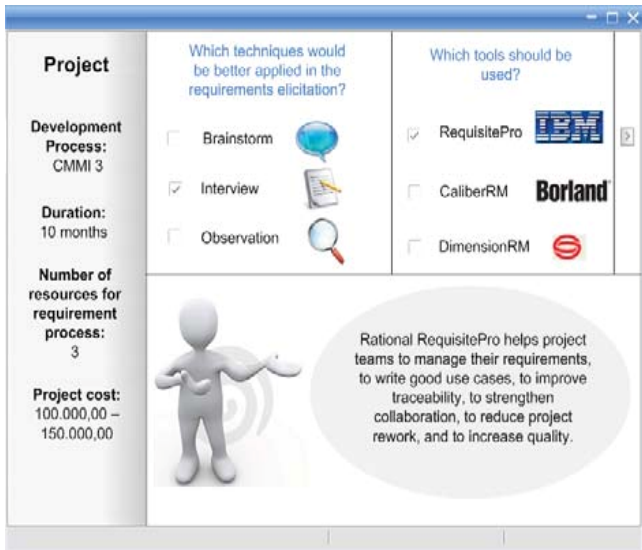 Project
Development
Process:
CMMI 3
Duration:
10 months
Number of
resources for
requirement
process:
3
Project cost:
100.000,00 –
150.000,00
Which techniques would
be better applied in the
requirements elicitation?
Brainstorm
Interview
Observation
Which tools should be
used?
RequisitePro
IBM
CaliberRM
Borland
DimensionRM
Rational RequisitePro helps project
teams to manage their requirements,
to write good use cases, to improve
traceability, to strengthen
collaboration, to reduce project
rework, and to increase quality.